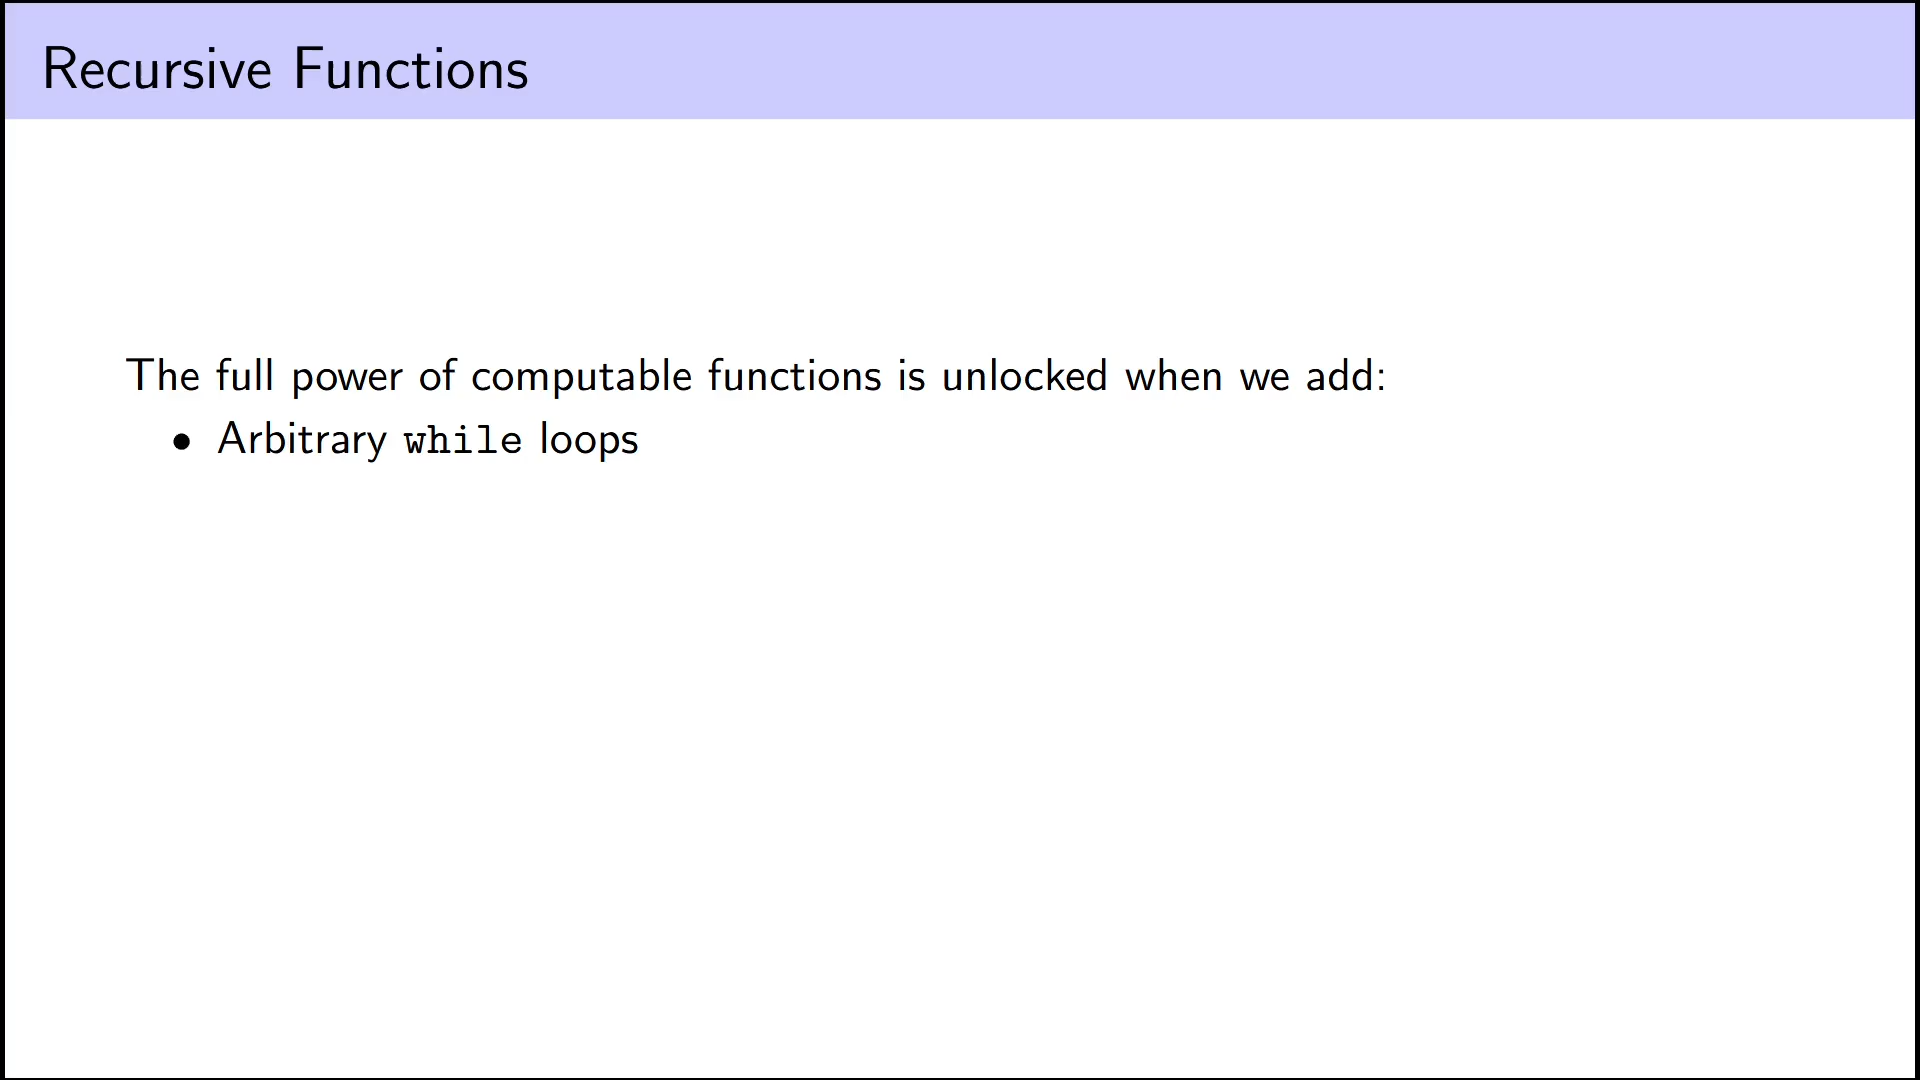 Recursive Functions
The full power of computable functions is unlocked when we add:
• Arbitrary while loops